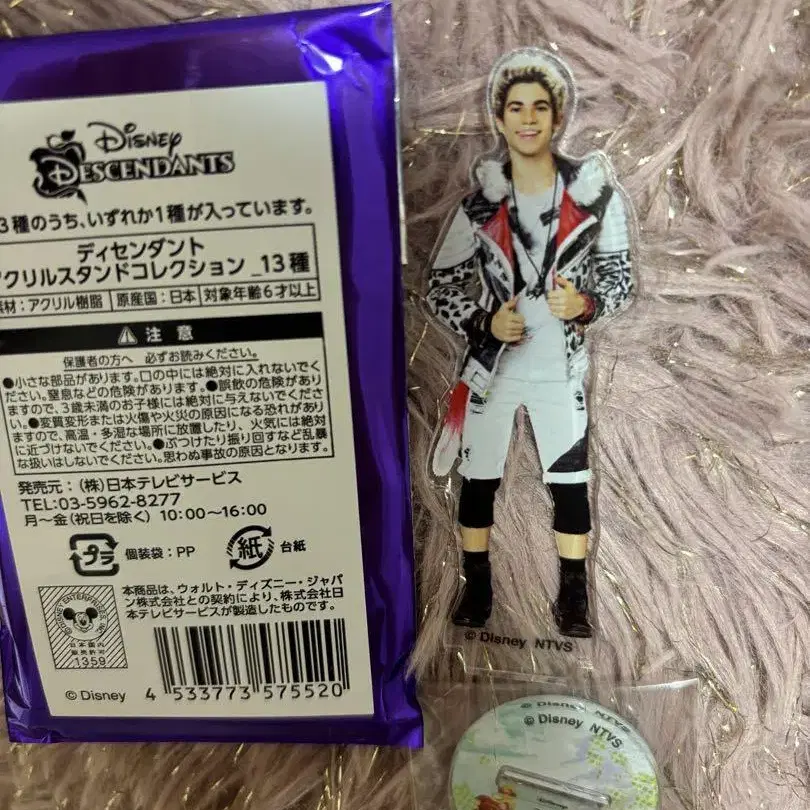 Disney
DESCENDANTS
3種のうち、いずれか1種が入っています。
ディセンダント
クリルスタンドコレクション_13種
素材:アクリル樹脂 原産国:日本 対象年齢6才以上
注意
保護者の方へ 必ずお読みください。
●小さな部品があります。口の中には絶対に入れないでく
ださい。窒息などの危険があります。●誤飲の危険があり
ますので、3歳未満のお子様には絶対に与えないでくださ
い。●変質変形または火傷や火災の原因になる恐れがあり
ますので、高温・多湿な場所に放置したり、火気には絶対
に近づけないでください。●ぶつけたり振り回すなど乱暴
な扱いはしないでください。思わぬ事故の原因となります。
発売元:(株)日本テレビサービス
TEL:03-5962-8277
月〜金(祝日を除く)10:00〜16:00
プラ 個装袋:PP 紙 台紙
本商品は、ウォルト・ディズニー・ジャパ
ン株式会社との契約により、株式会社日
本テレビサービスが製造したものです。
© DISNEY ENTERPRISES, INC.
日本国内
販売許可
1359
© Disney
4 533773 575520
© Disney NTVS
© Disney NTVS
© Disney NTVS